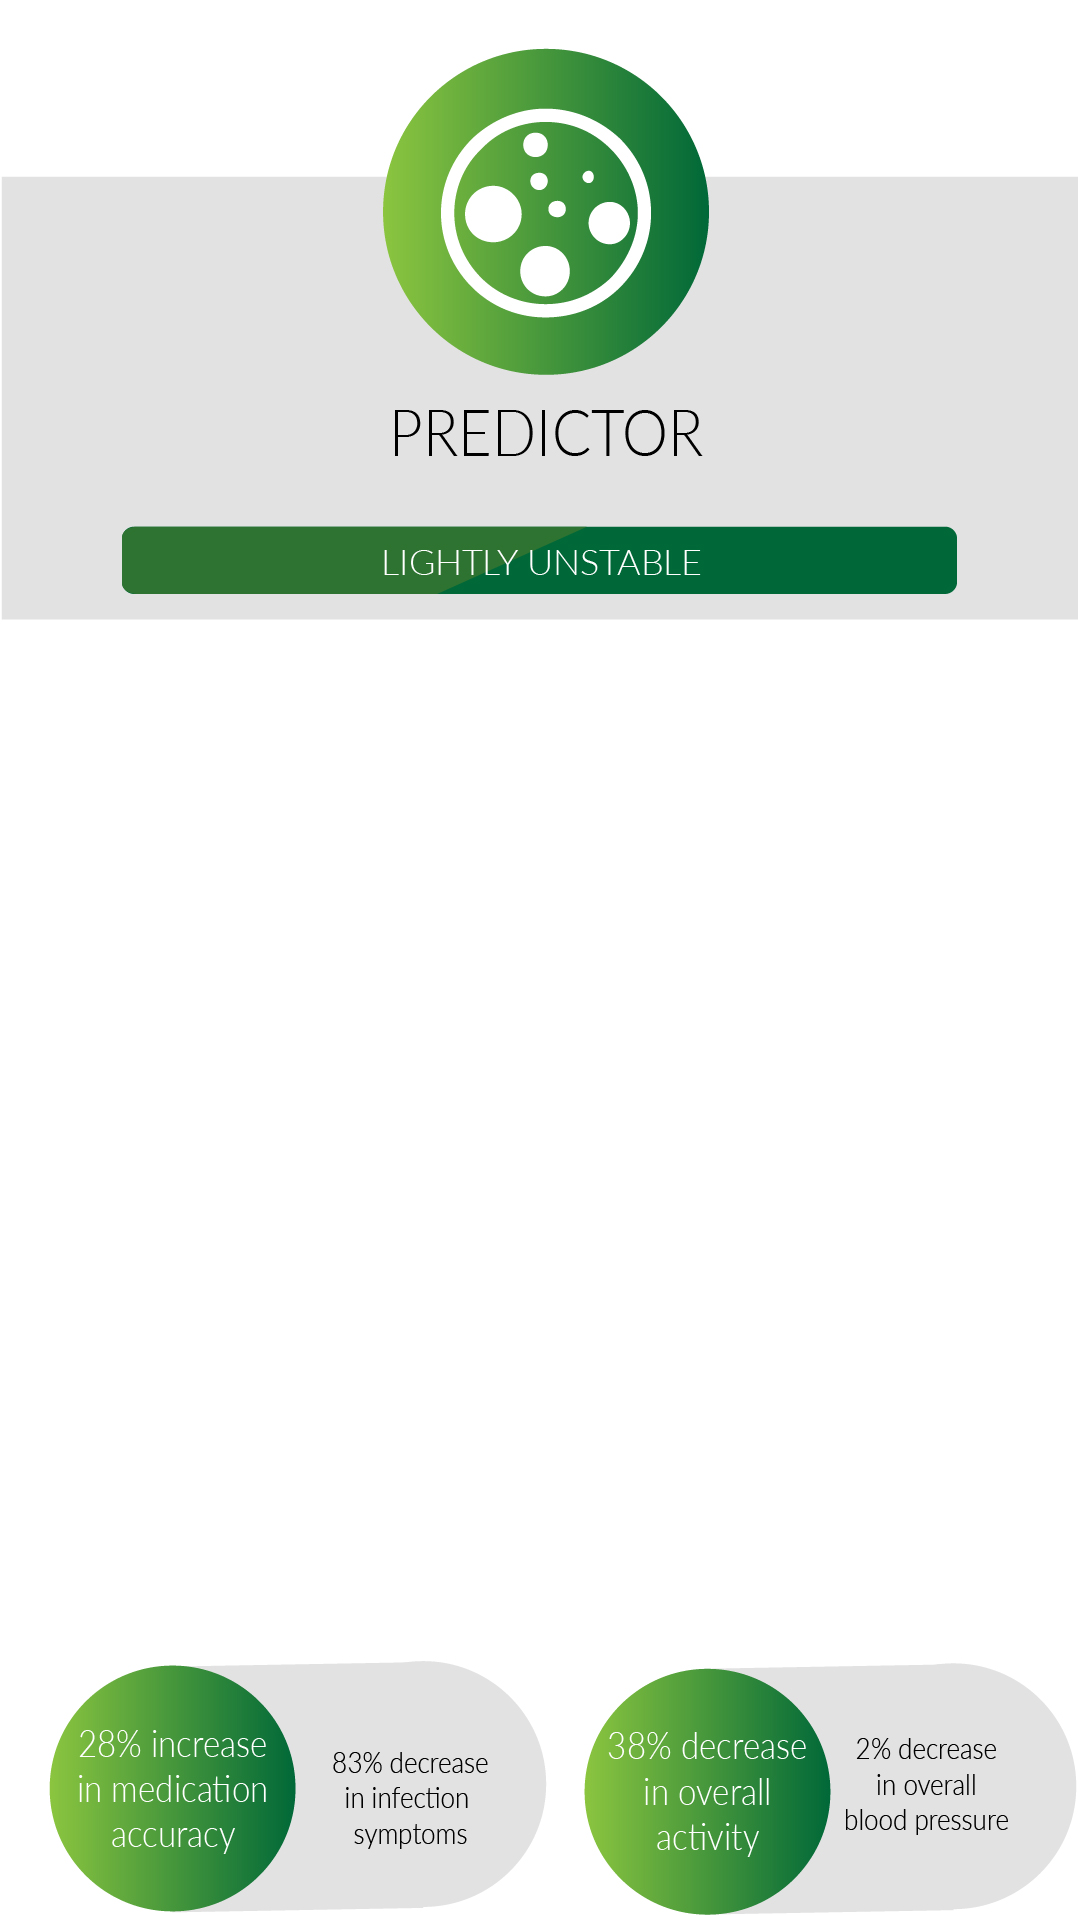 PREDICTOR
LIGHTLY UNSTABLE
28% increase
in medication
accuracy
83% decrease
in infection
symptoms
38% decrease
in overall
activity
2% decrease
in overall
blood pressure